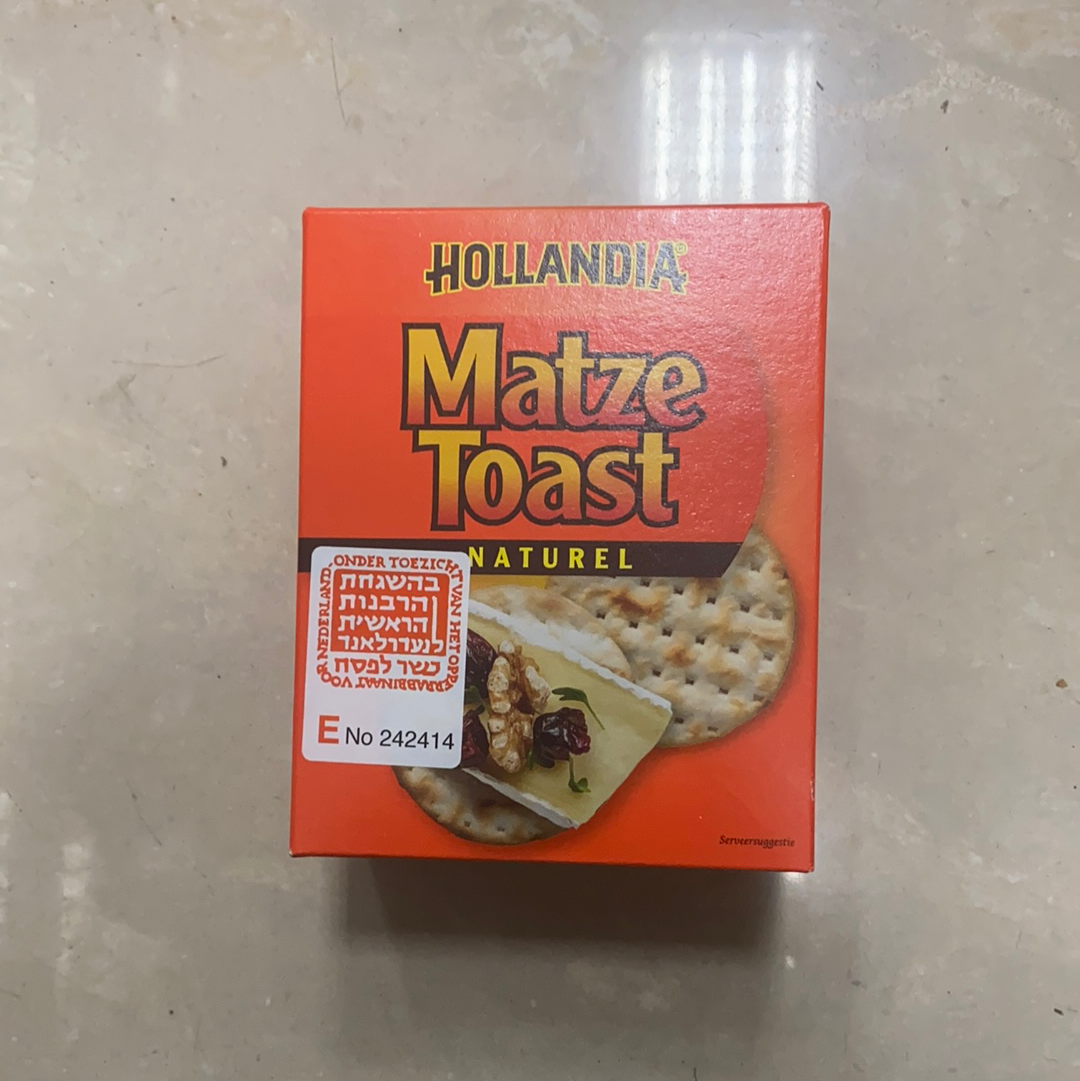 HOLLANDIA®
Matze
Toast
NATUREL
ONDER TOEZICHT VAN HET OPPERRABBINAAT VOOR NEDERLAND
בהשגחת
הרבנות
הראשית
לנעדרלאנד
כשר לפסח
E No 242414
Serveersuggestie